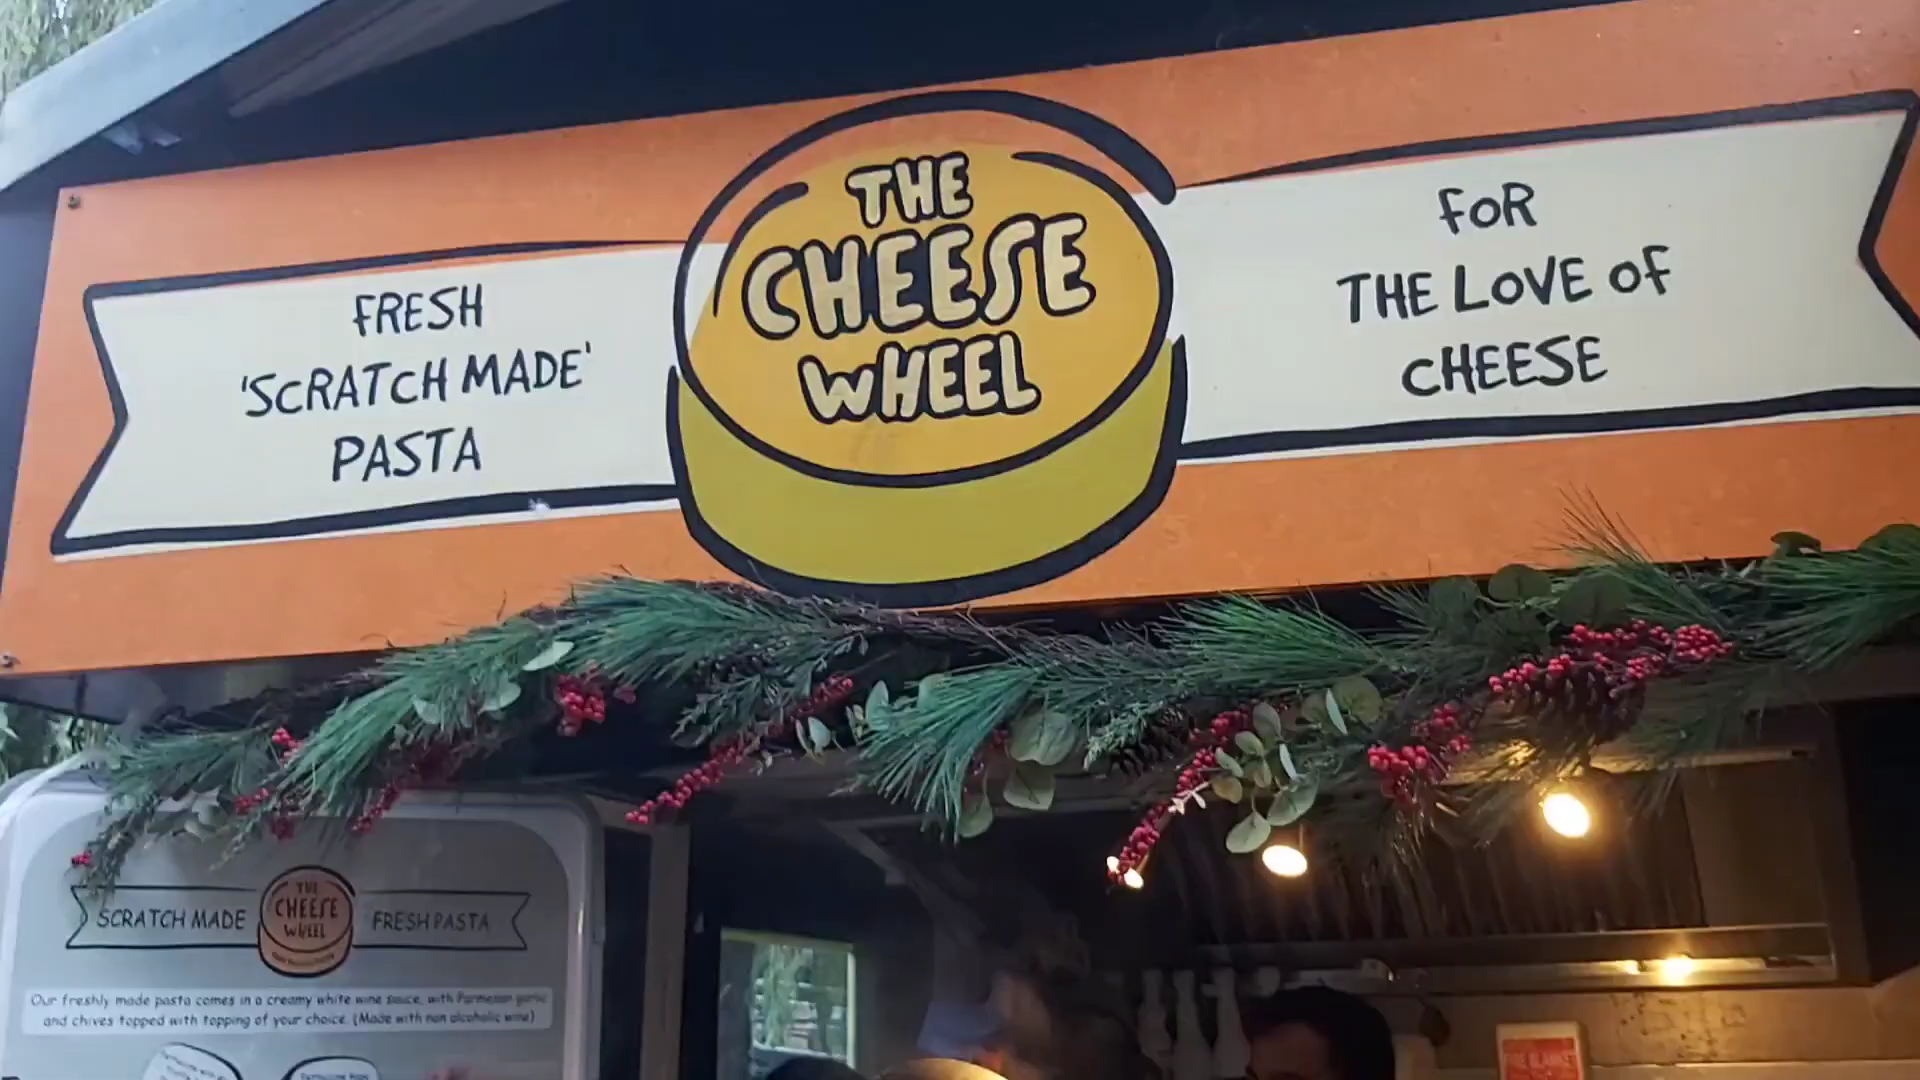 FRESH
'SCRATCH MADE'
PASTA
THE
CHEESE
WHEEL
FOR
THE LOVE OF
CHEESE
SCRATCH MADE
THE
CHEESE
WHEEL
FRESH PASTA
Our freshly made pasta comes in a creamy white wine sauce, with Parmesan garlic
and chives topped with topping of your choice. (Made with non alcoholic wine)
FIRE BLANKET